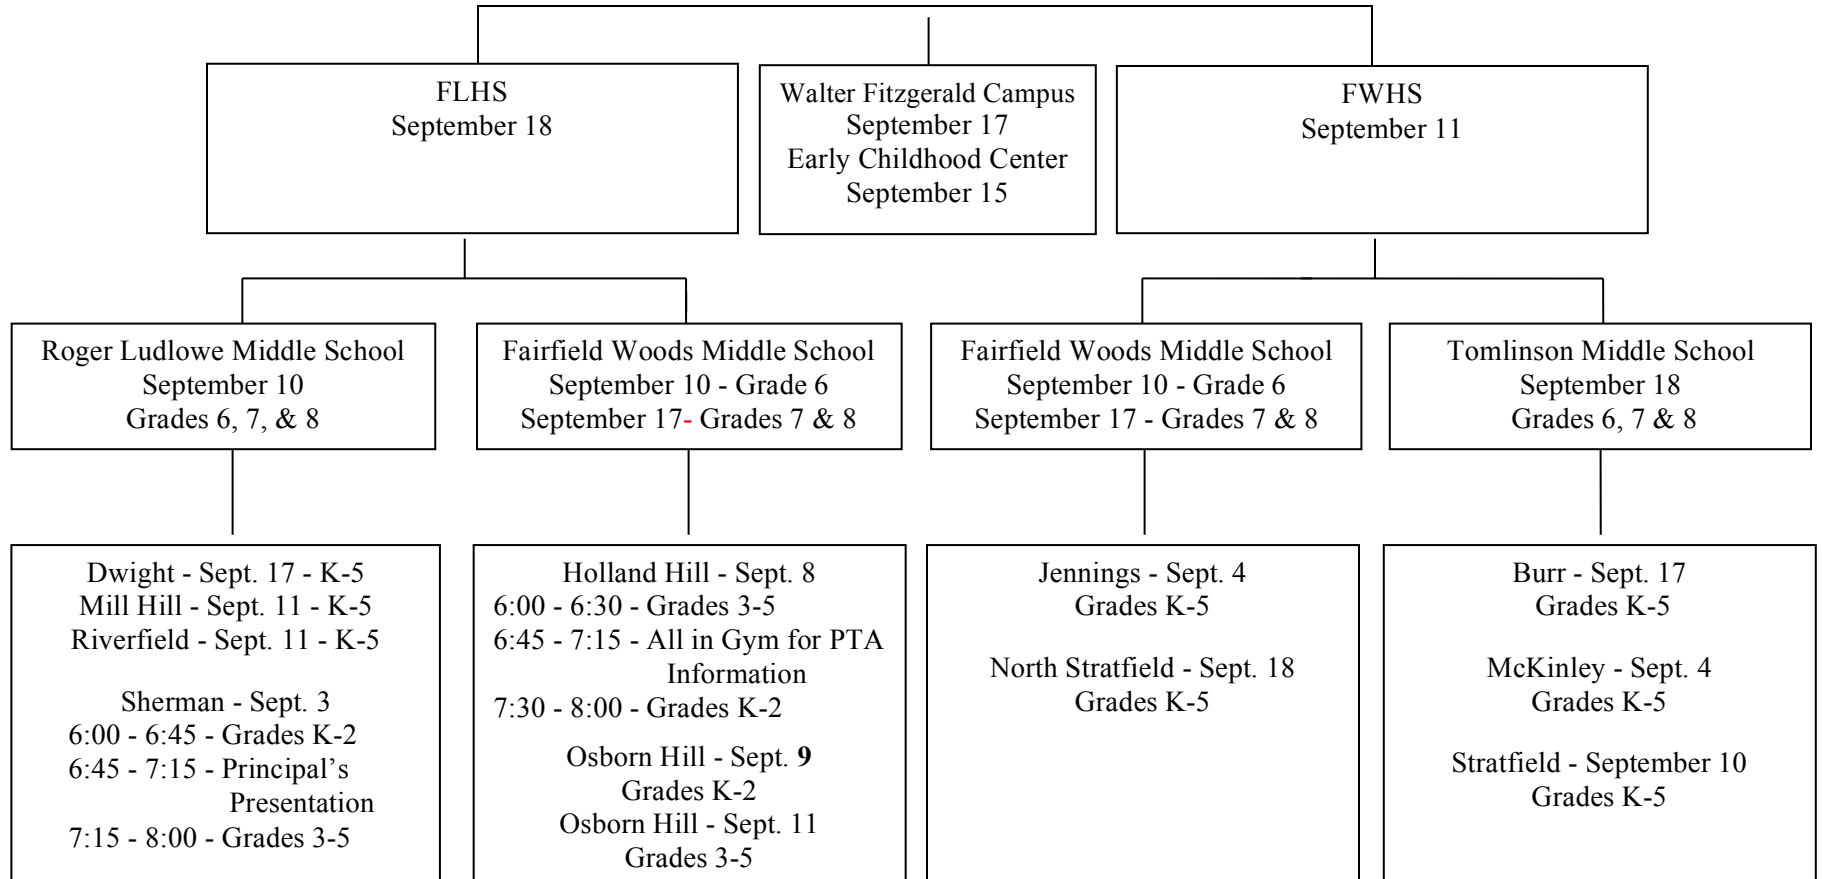 FLHS
September 18
Walter Fitzgerald Campus
September 17
Early Childhood Center
September 15
FWHS
September 11
Roger Ludlowe Middle School
September 10
Grades 6, 7, & 8
Fairfield Woods Middle School
September 10 - Grade 6
September 17- Grades 7 & 8
Fairfield Woods Middle School
September 10 - Grade 6
September 17 - Grades 7 & 8
Tomlinson Middle School
September 18
Grades 6, 7 & 8
Dwight - Sept. 17 - K-5
Mill Hill - Sept. 11 - K-5
Riverfield - Sept. 11 - K-5
Sherman - Sept. 3
6:00 - 6:45 - Grades K-2
6:45 - 7:15 - Principal's
Presentation
7:15 - 8:00 - Grades 3-5
Holland Hill - Sept. 8
6:00 - 6:30 - Grades 3-5
6:45 - 7:15 - All in Gym for PTA
Information
7:30 - 8:00 - Grades K-2
Osborn Hill - Sept. 9
Grades K-2
Osborn Hill - Sept. 11
Grades 3-5
Jennings - Sept. 4
Grades K-5
North Stratfield - Sept. 18
Grades K-5
Burr - Sept. 17
Grades K-5
McKinley - Sept. 4
Grades K-5
Stratfield - September 10
Grades K-5